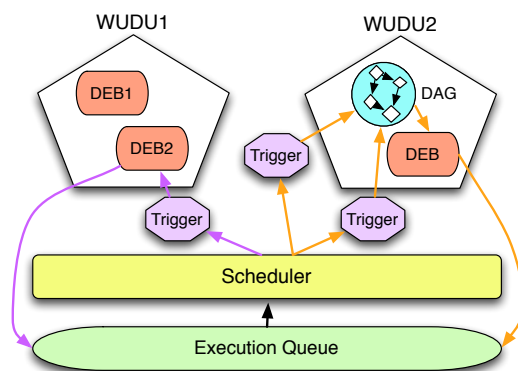 WUDU1
WUDU2
DEB1
DAG
DEB2
DEB
Trigger
Trigger
Trigger
Scheduler
Execution Queue